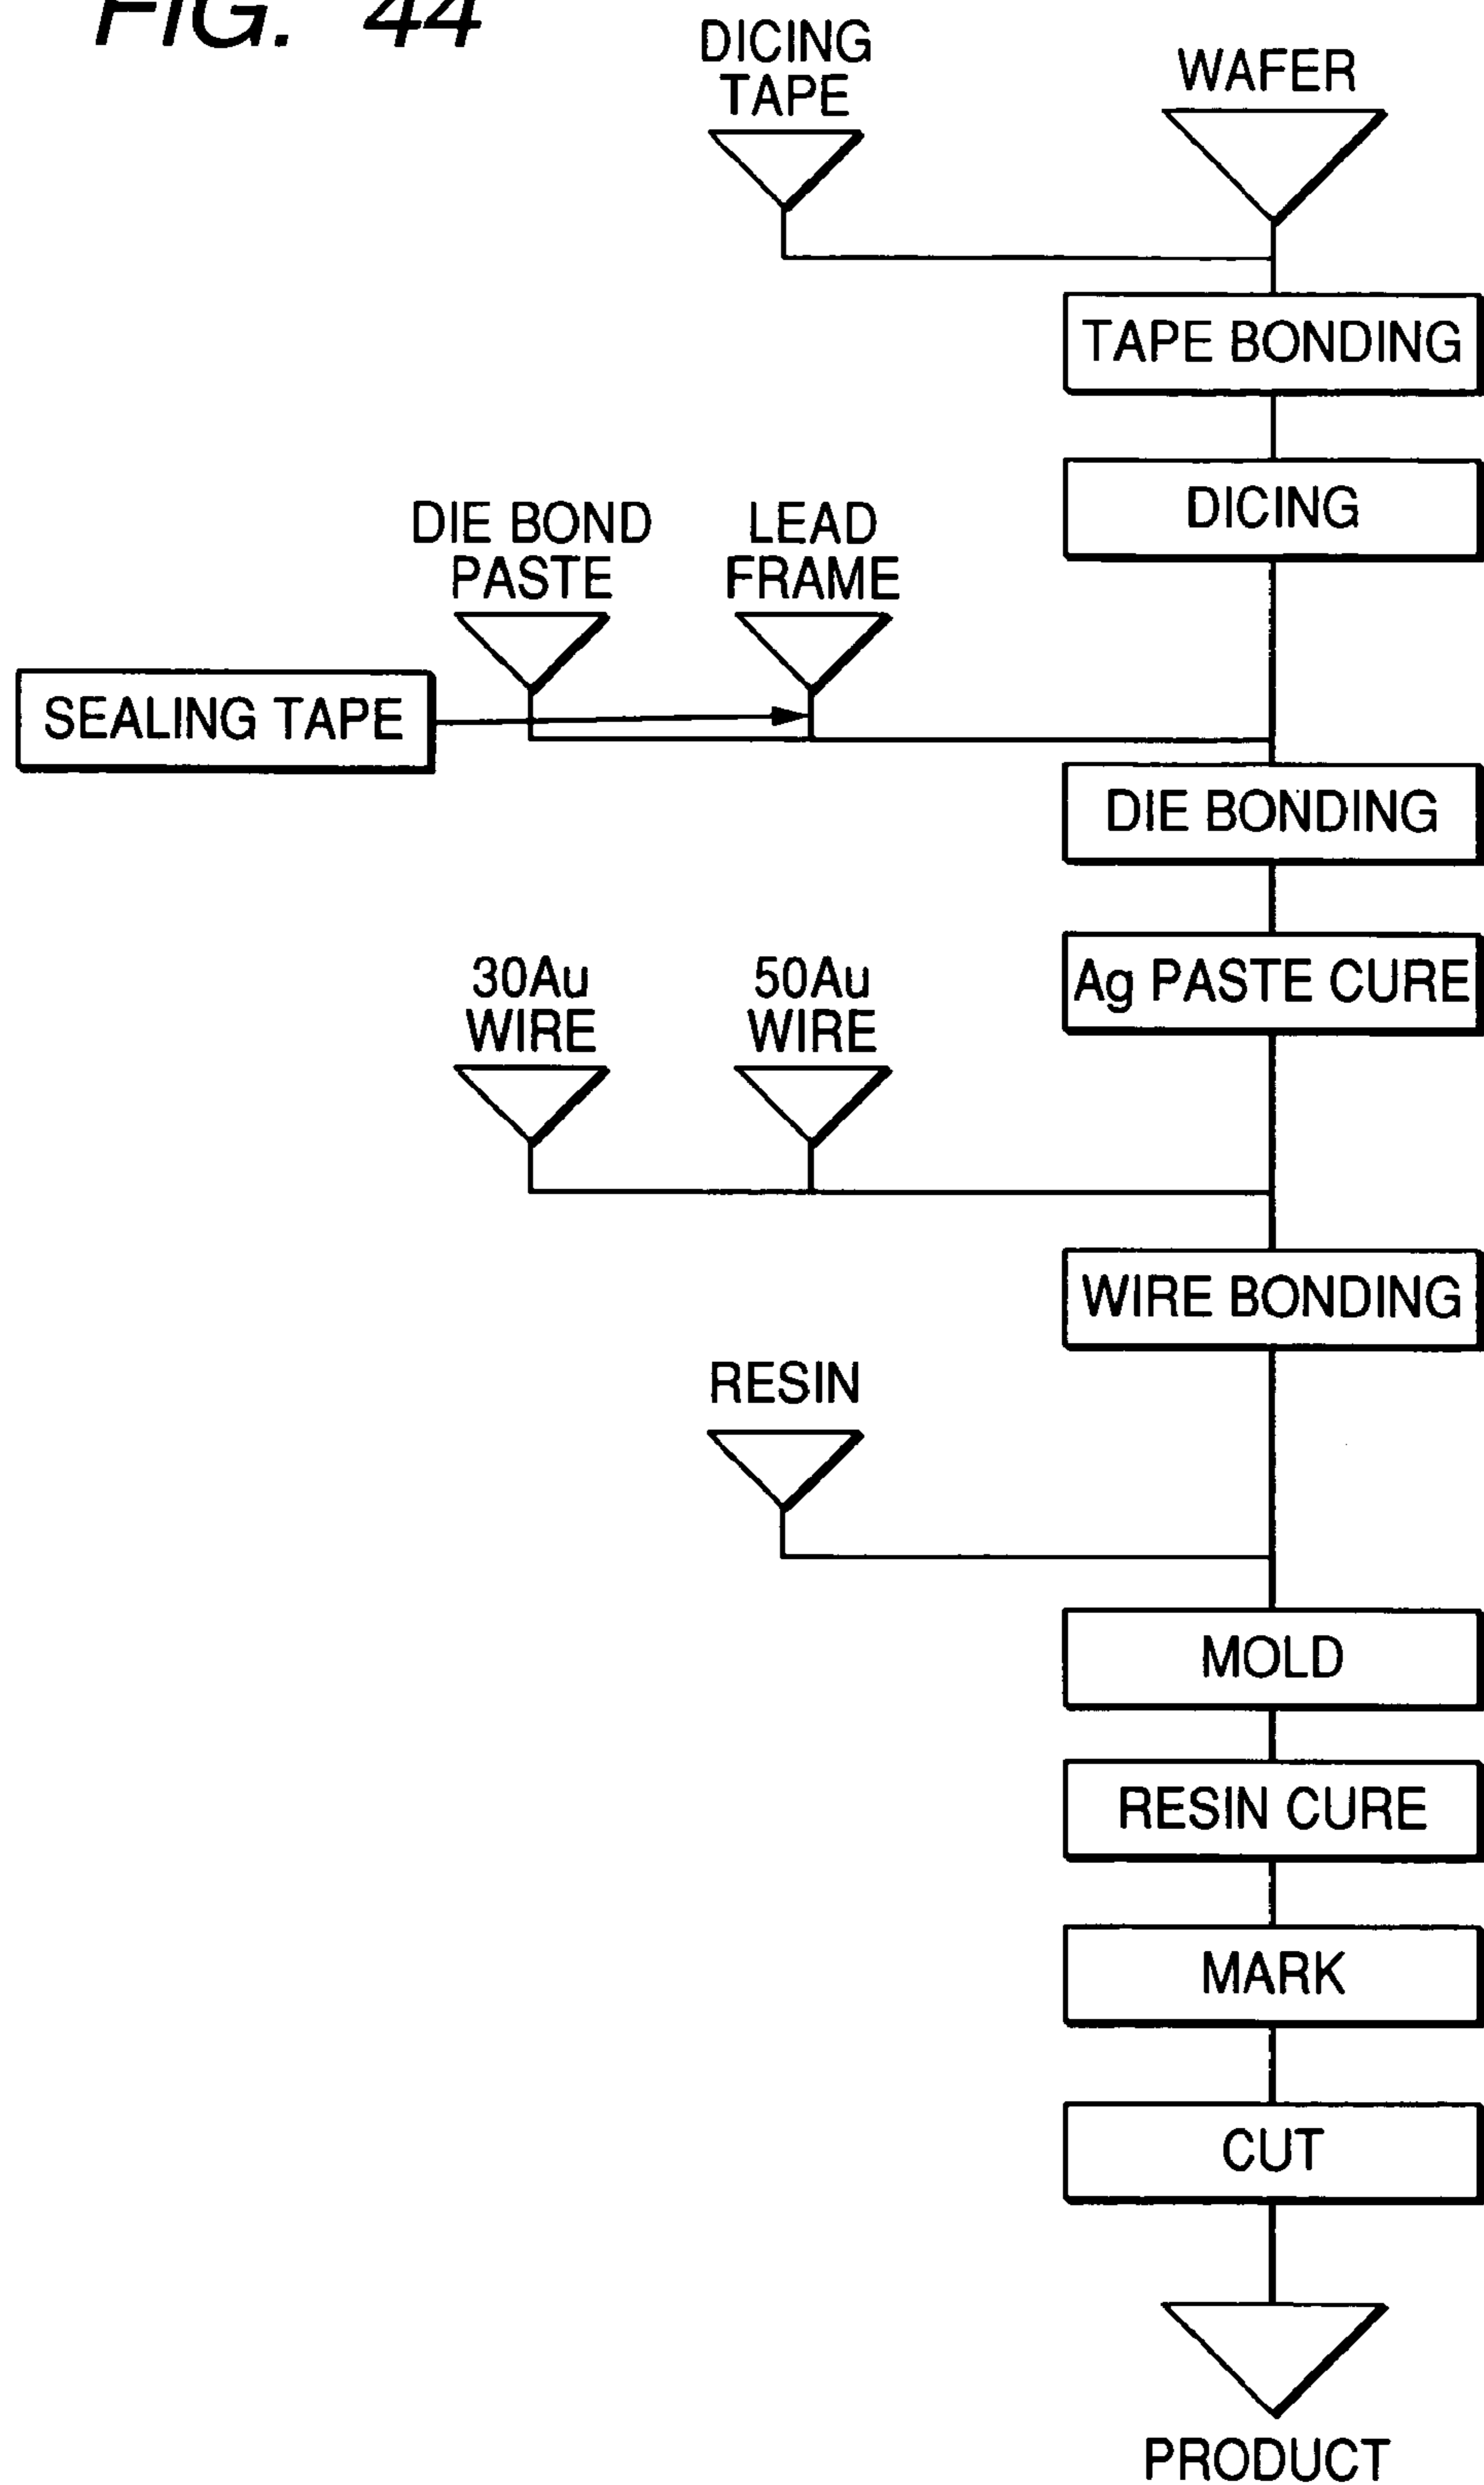 FIG. 44
DICING
TAPE
WAFER
TAPE BONDING
DICING
DIE BOND
PASTE
LEAD
FRAME
SEALING TAPE
DIE BONDING
Ag PASTE CURE
30Au
WIRE
50Au
WIRE
WIRE BONDING
RESIN
MOLD
RESIN CURE
MARK
CUT
PRODUCT